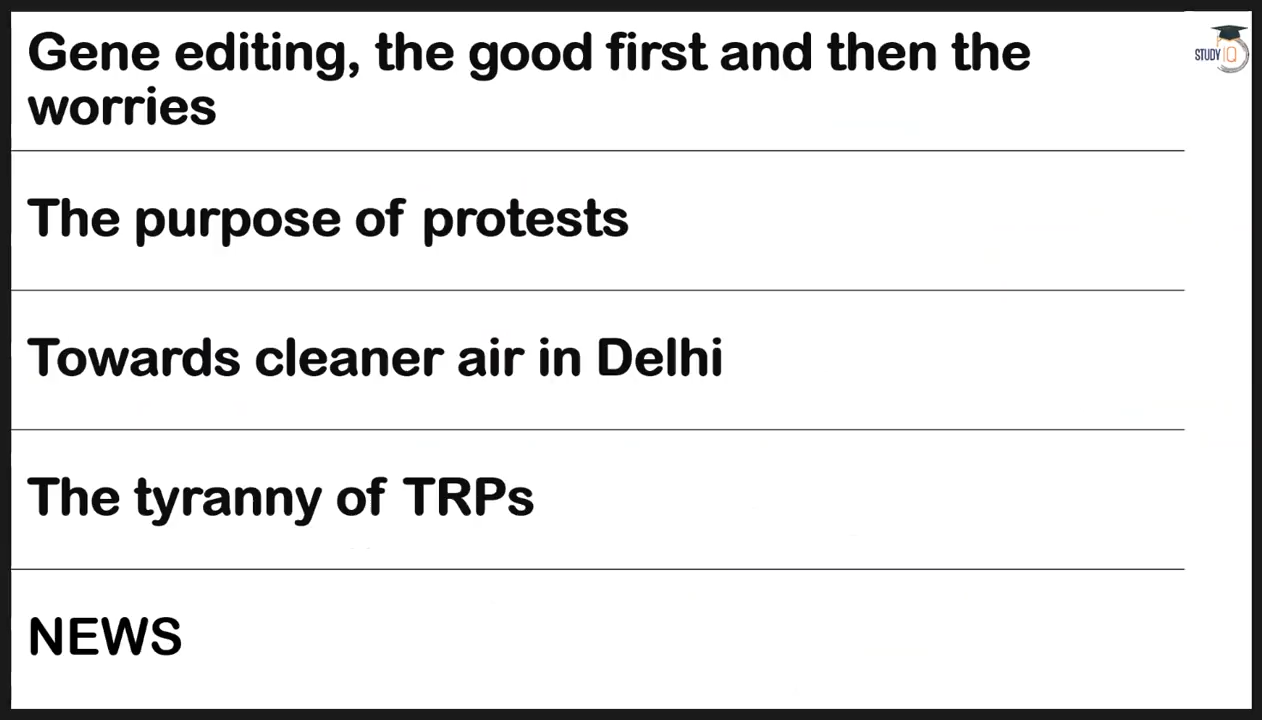 Gene editing, the good first and then the
worries
STUDY IQ
The purpose of protests
Towards cleaner air in Delhi
The tyranny of TRPs
NEWS